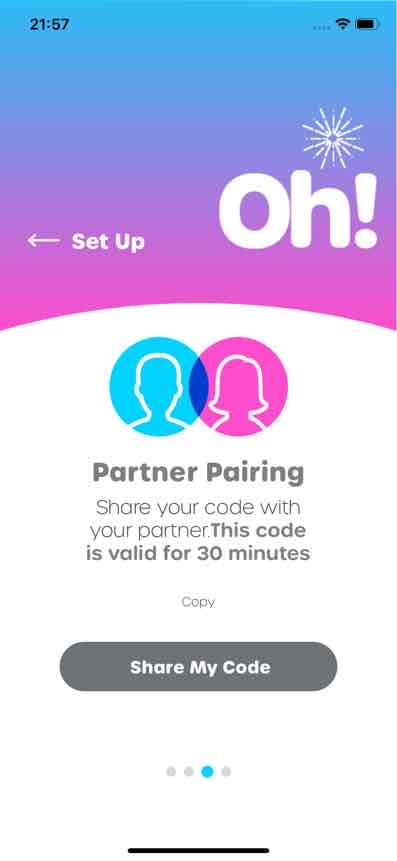 21:57
Oh!
← Set Up
Partner Pairing
Share your code with
your partner.This code
is valid for 30 minutes
Copy
Share My Code